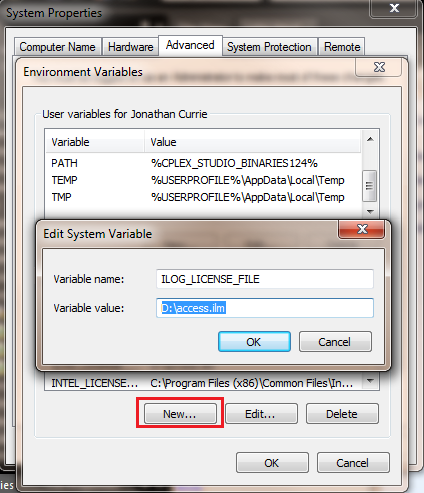 System Properties
Computer Name Hardware Advanced System Protection Remote
Environment Variables
User variables for Jonathan Currie
Variable Value
PATH %CPLEX_STUDIO_BINARIES124%
TEMP %USERPROFILE%\AppData\Local\Temp
TMP %USERPROFILE%\AppData\Local\Temp
Edit System Variable
Variable name: ILOG_LICENSE_FILE
Variable value: D:\access.ilm
OK Cancel
INTEL_LICENSE... C:\Program Files (x86)\Common Files\In...
New... Edit... Delete
OK Cancel